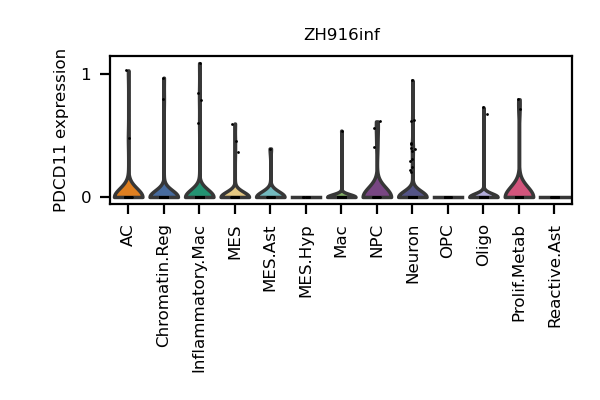 ZH916inf
PDCD11 expression
1
0
AC
Chromatin.Reg
Inflammatory.Mac
MES
MES.Ast
MES.Hyp
Mac
NPC
Neuron
OPC
Oligo
Prolif.Metab
Reactive.Ast